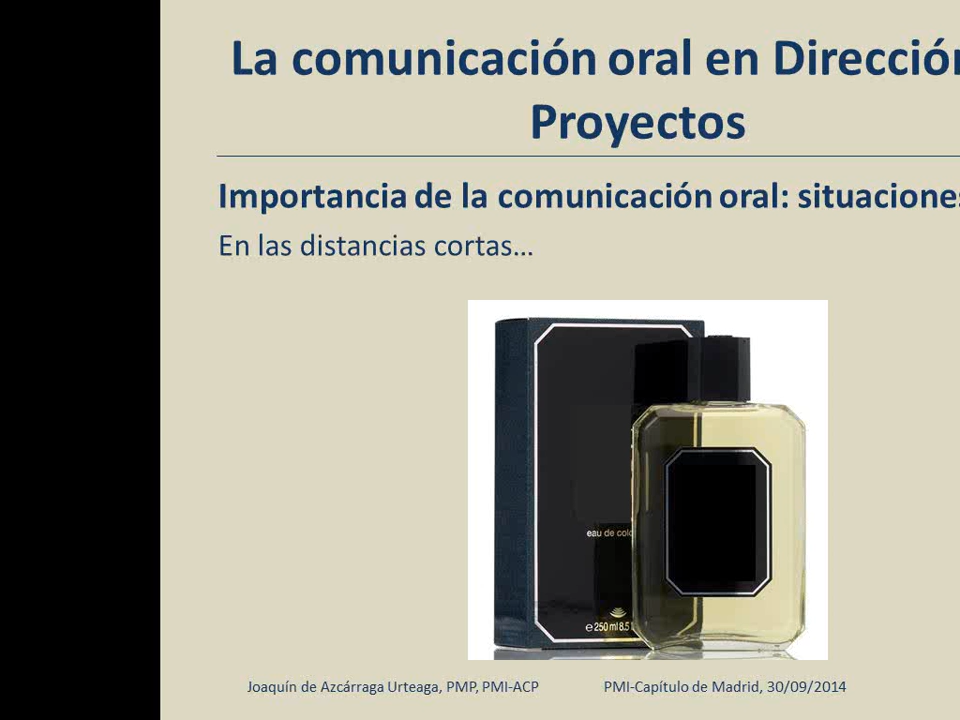 La comunicación oral en Dirección
Proyectos
Importancia de la comunicación oral: situaciones
En las distancias cortas...
eau de colo
e 250 ml 8.5
Joaquín de Azcárraga Urteaga, PMP, PMI-ACP PMI-Capítulo de Madrid, 30/09/2014